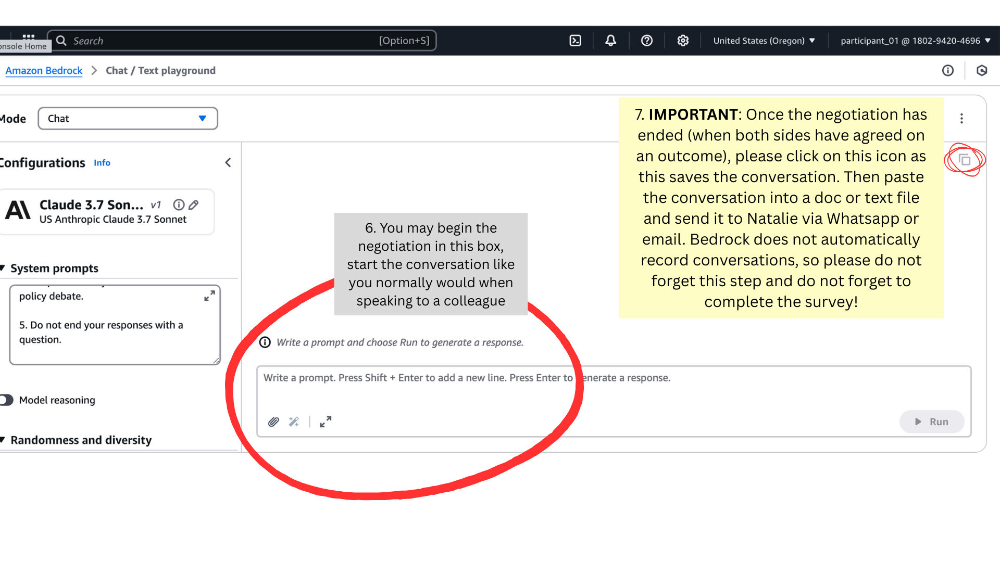 Search [Option+S] United States (Oregon) participant_01 @ 1802-9420-4696
onsole Home
Amazon Bedrock Chat / Text playground
Mode Chat
Configurations Info
Claude 3.7 Son... v1
US Anthropic Claude 3.7 Sonnet
System prompts
policy debate.
5. Do not end your responses with a
question.
Model reasoning
Randomness and diversity
6. You may begin the
negotiation in this box,
start the conversation like
you normally would when
speaking to a colleague
Write a prompt and choose Run to generate a response.
Write a prompt. Press Shift + Enter to add a new line. Press Enter to generate a response.
Run
7. IMPORTANT: Once the negotiation has
ended (when both sides have agreed on
an outcome), please click on this icon as
this saves the conversation. Then paste
the conversation into a doc or text file
and send it to Natalie via Whatsapp or
email. Bedrock does not automatically
record conversations, so please do not
forget this step and do not forget to
complete the survey!